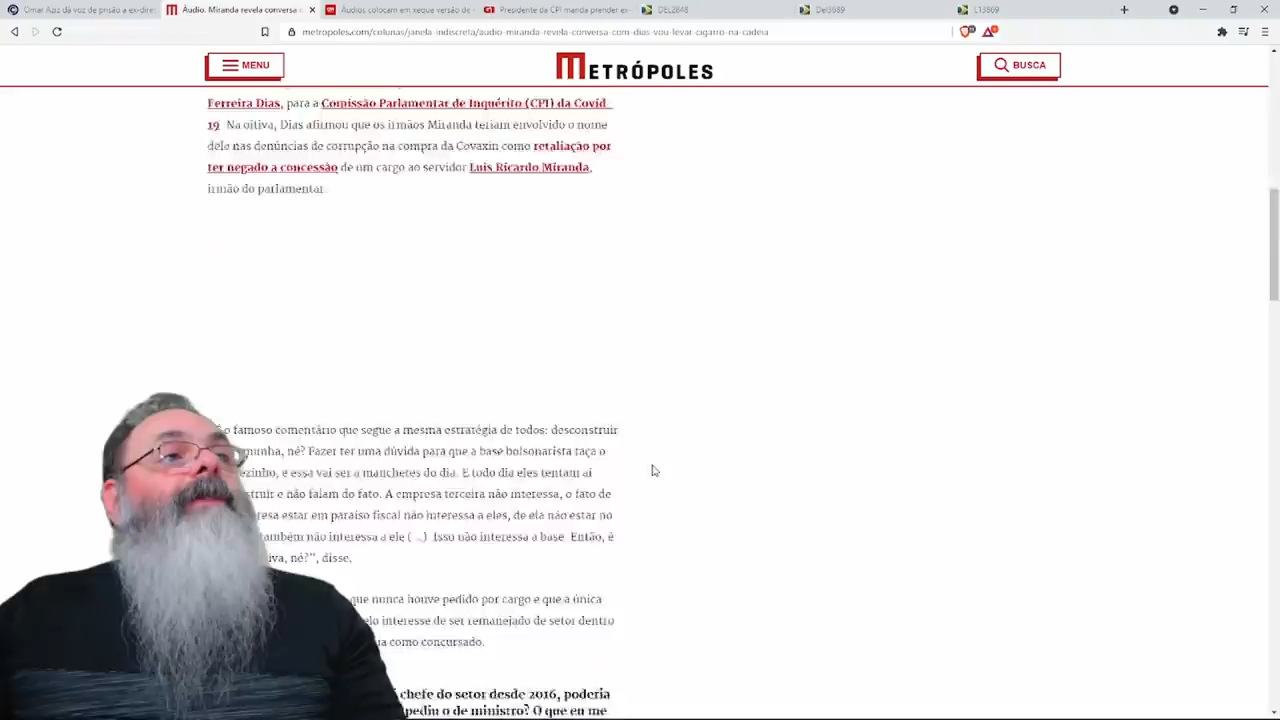 Omar Aziz dá voz de prisão a ex-diret
Áudio. Miranda revela conversa c
Áudios colocam em xeque versão de
Presidente da CPI manda prender ex-
DEL2848
Del3689
L13869
metropoles.com/colunas/janela-indiscreta/audio-miranda-revela-conversa-com-dias-vou-levar-cigarro-na-cadeia
MENU
METRÓPOLES
BUSCA
Ferreira Dias, para a Comissão Parlamentar de Inquérito (CPI) da Covid-
19. Na oitiva, Dias afirmou que os irmãos Miranda teriam envolvido o nome
dele nas denúncias de corrupção na compra da Covaxin como retaliação por
ter negado a concessão de um cargo ao servidor Luis Ricardo Miranda,
irmão do parlamentar.
o famoso comentário que segue a mesma estratégia de todos: desconstruir
munha, né? Fazer ter uma dúvida para que a base bolsonarista faça o
ezinho, e essa vai ser a manchetes do dia. E todo dia eles tentam aí
struir e não falam do fato. A empresa terceira não interessa, o fato de
resa estar em paraíso fiscal não interessa a eles, de ela não estar no
também não interessa a ele (...). Isso não interessa a base. Então, é
iva, né?”, disse.
que nunca houve pedido por cargo e que a única
elo interesse de ser remanejado de setor dentro
ia como concursado.
chefe do setor desde 2016, poderia
pediu o de ministro? O que eu me